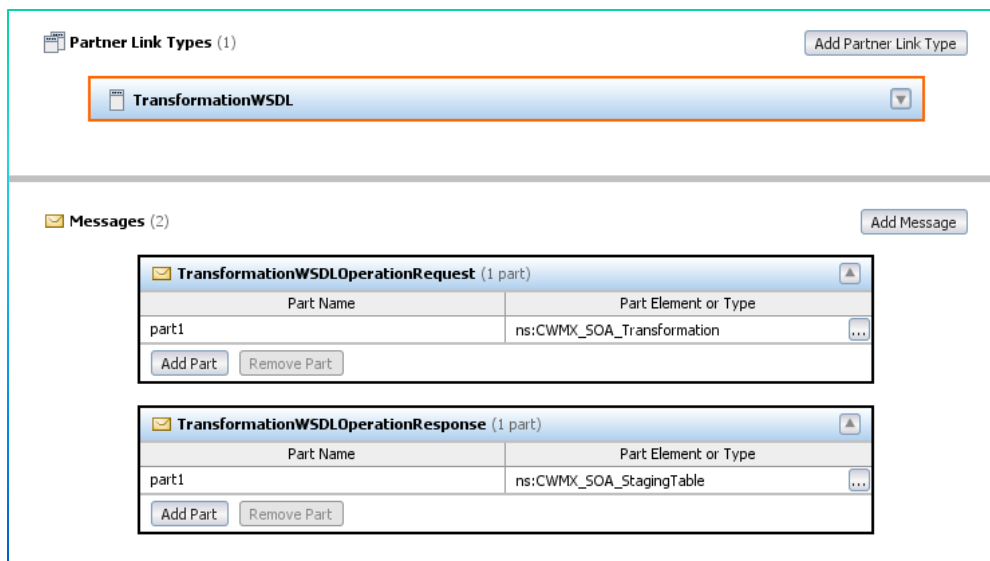 Partner Link Types (1) Add Partner Link Type
TransformationWSDL
Messages (2) Add Message
TransformationWSDLOperationRequest (1 part)
Part Name Part Element or Type
part1 ns:CWMX_SOA_Transformation ...
Add Part Remove Part
TransformationWSDLOperationResponse (1 part)
Part Name Part Element or Type
part1 ns:CWMX_SOA_StagingTable ...
Add Part Remove Part